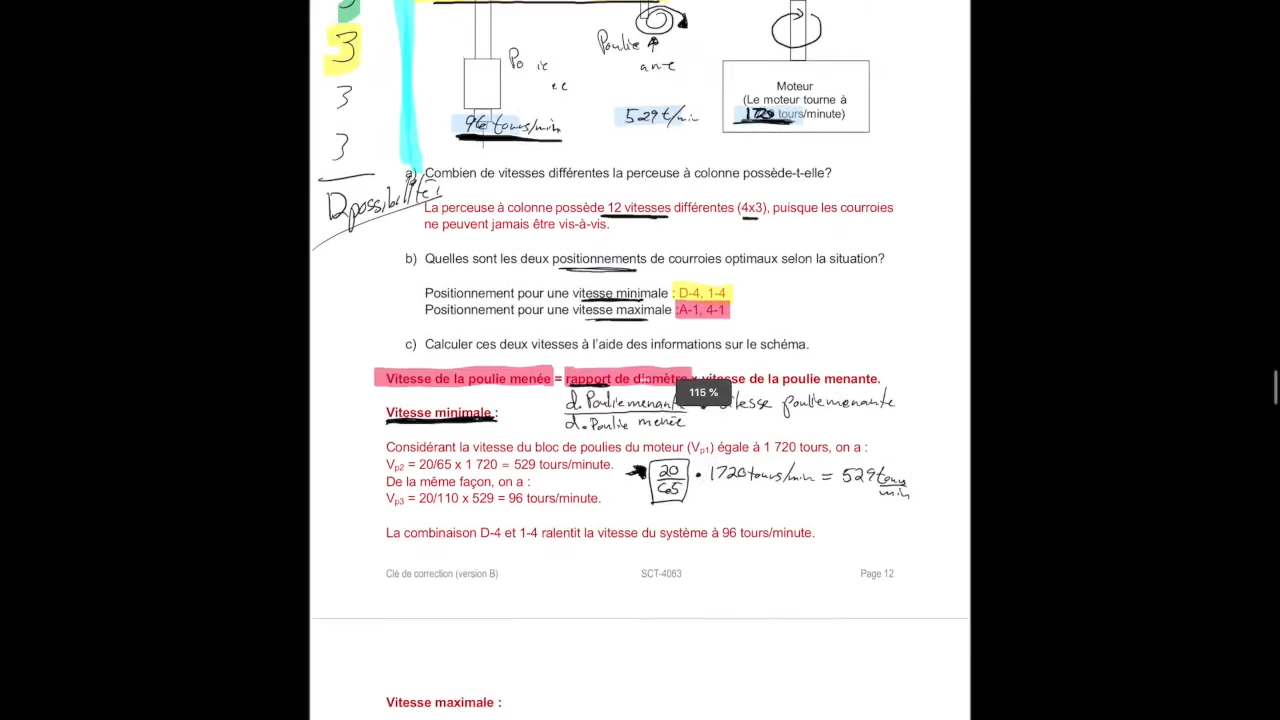 3
3
3
3
12 possibilités
Poulie
Moteur
(Le moteur tourne à
1720 tours/minute)
96 tours/min
529 t/min
a) Combien de vitesses différentes la perceuse à colonne possède-t-elle?
La perceuse à colonne possède 12 vitesses différentes (4x3), puisque les courroies
ne peuvent jamais être vis-à-vis.
b) Quelles sont les deux positionnements de courroies optimaux selon la situation?
Positionnement pour une vitesse minimale : D-4, 1-4
Positionnement pour une vitesse maximale :A-1, 4-1
c) Calculer ces deux vitesses à l'aide des informations sur le schéma.
Vitesse de la poulie menée = rapport de diamètre x vitesse de la poulie menante.
115 %
Vitesse minimale :
d. Poulie menante • vitesse poulie menante
d. Poulie menée
Considérant la vitesse du bloc de poulies du moteur (Vp1) égale à 1 720 tours, on a :
Vp2 = 20/65 x 1 720 = 529 tours/minute.
20
65
• 1720 tours/min = 529 tours
min
De la même façon, on a :
Vp3 = 20/110 x 529 = 96 tours/minute.
La combinaison D-4 et 1-4 ralentit la vitesse du système à 96 tours/minute.
Clé de correction (version B) SCT-4063 Page 12
Vitesse maximale :